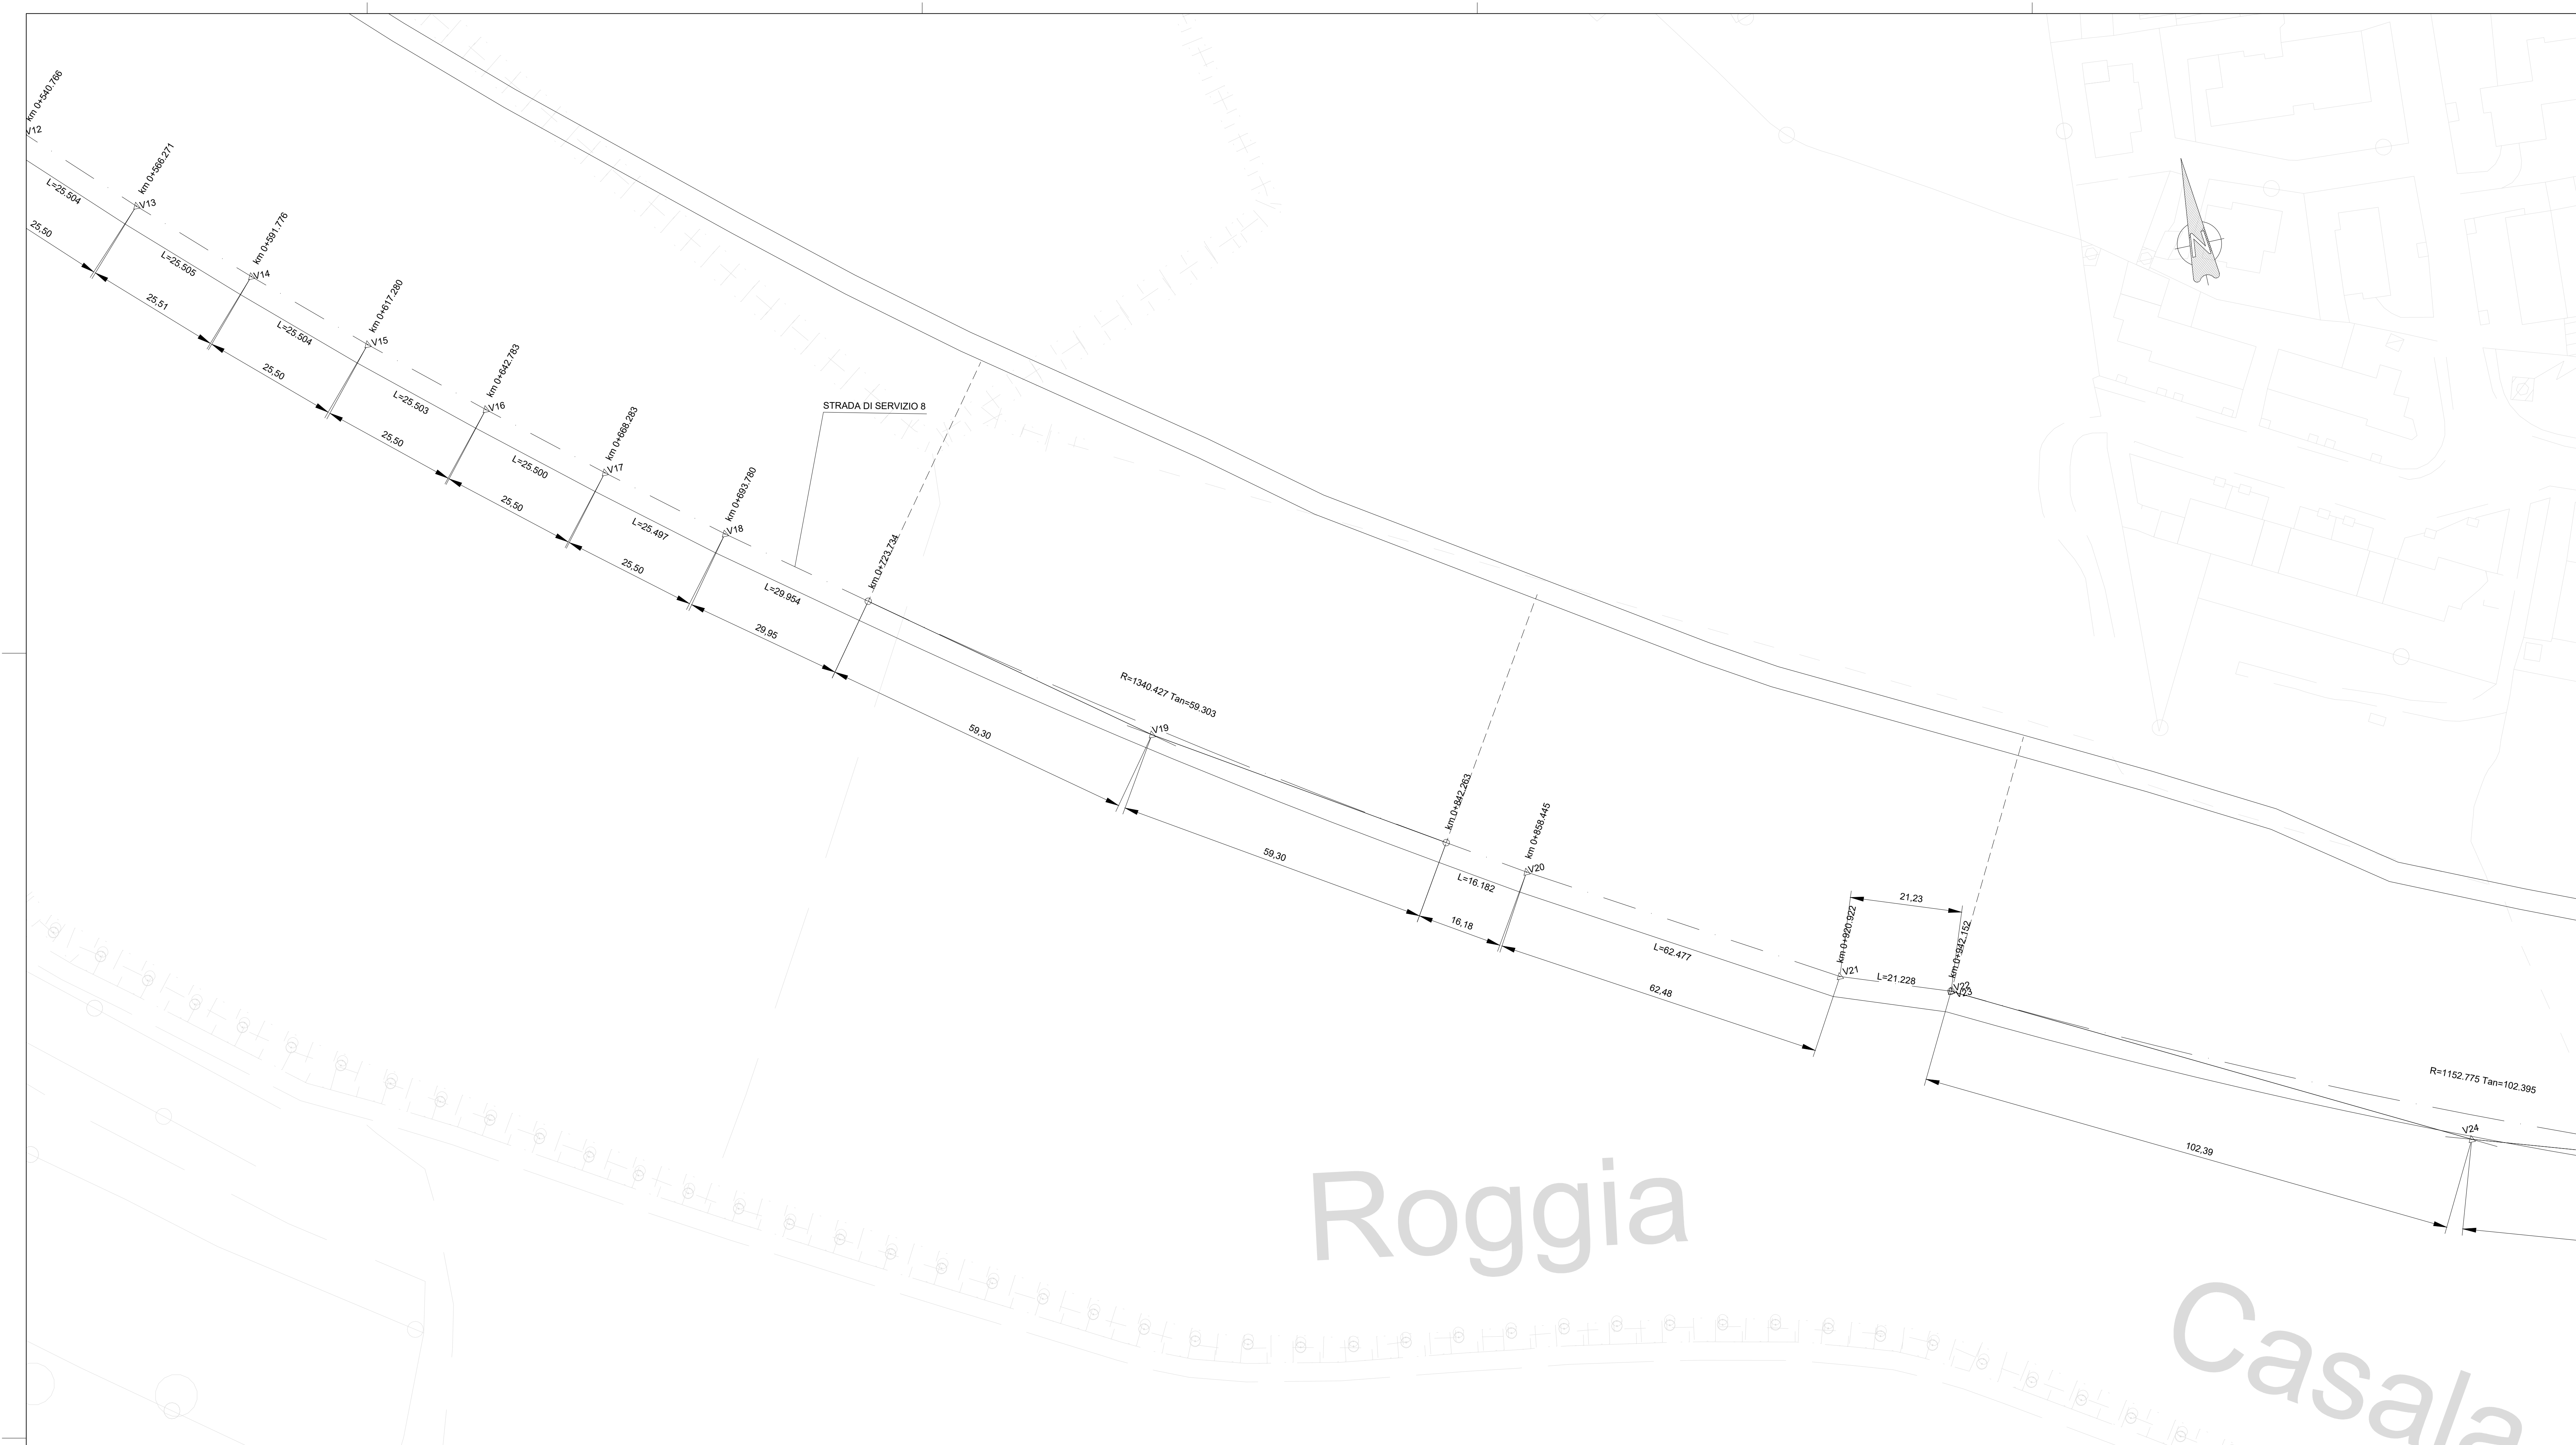 km 0+540.766
V12
km 0+566.271
V13
km 0+591.776
V14
km 0+617.280
V15
km 0+642.783
V16
km 0+668.283
V17
km 0+693.780
V18
L=25.504
25,50
L=25.505
25,51
L=25.504
25,50
L=25.503
25,50
L=25.500
25,50
L=25.497
25,50
L=29.954
29,95
STRADA DI SERVIZIO 8
km.0+723.734
59,30
R=1340.427 Tan=59.303
V19
59,30
km.0+842.263
km 0+858.445
V20
L=16.182
16,18
L=62.477
62,48
21,23
km 0+920.922
V21
L=21.228
km.0+942.152
V22
V23
102,39
V24
R=1152.775 Tan=102.395
N
Roggia
Casala